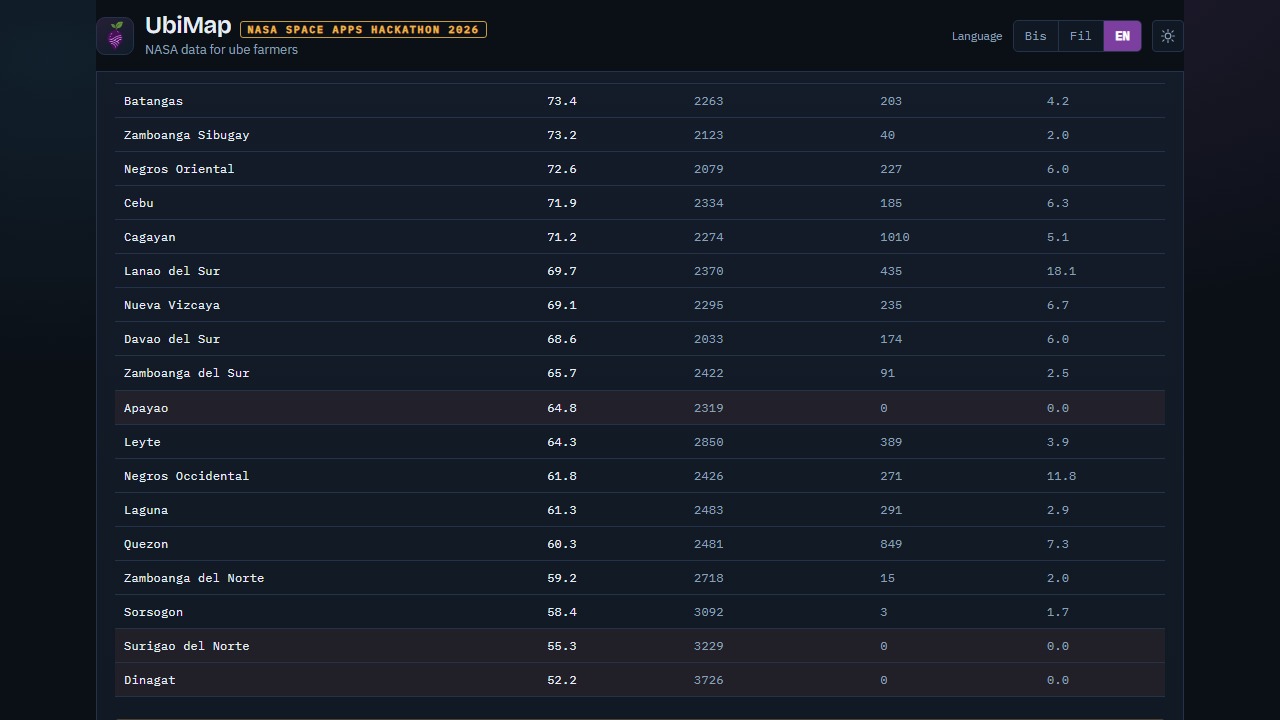 UbiMap NASA SPACE APPS HACKATHON 2026
NASA data for ube farmers
Language Bis Fil EN
Batangas 73.4 2263 203 4.2
Zamboanga Sibugay 73.2 2123 40 2.0
Negros Oriental 72.6 2079 227 6.0
Cebu 71.9 2334 185 6.3
Cagayan 71.2 2274 1010 5.1
Lanao del Sur 69.7 2370 435 18.1
Nueva Vizcaya 69.1 2295 235 6.7
Davao del Sur 68.6 2033 174 6.0
Zamboanga del Sur 65.7 2422 91 2.5
Apayao 64.8 2319 0 0.0
Leyte 64.3 2850 389 3.9
Negros Occidental 61.8 2426 271 11.8
Laguna 61.3 2483 291 2.9
Quezon 60.3 2481 849 7.3
Zamboanga del Norte 59.2 2718 15 2.0
Sorsogon 58.4 3092 3 1.7
Surigao del Norte 55.3 3229 0 0.0
Dinagat 52.2 3726 0 0.0